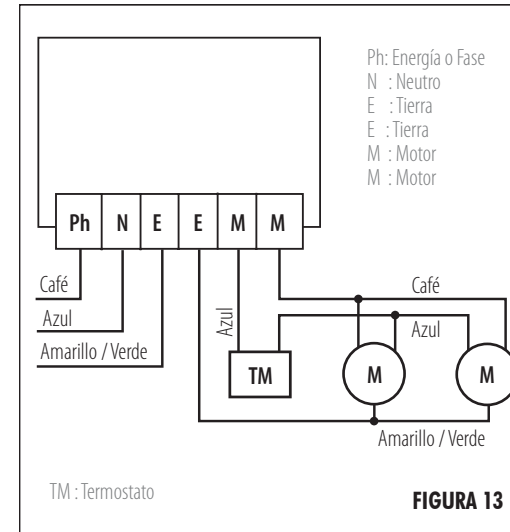 Ph: Energía o Fase
N : Neutro
E : Tierra
E : Tierra
M : Motor
M : Motor
Ph N E E M M
Café
Azul
Amarillo / Verde
Azul
TM
Café
Azul
M M
Amarillo / Verde
TM : Termostato
FIGURA 13